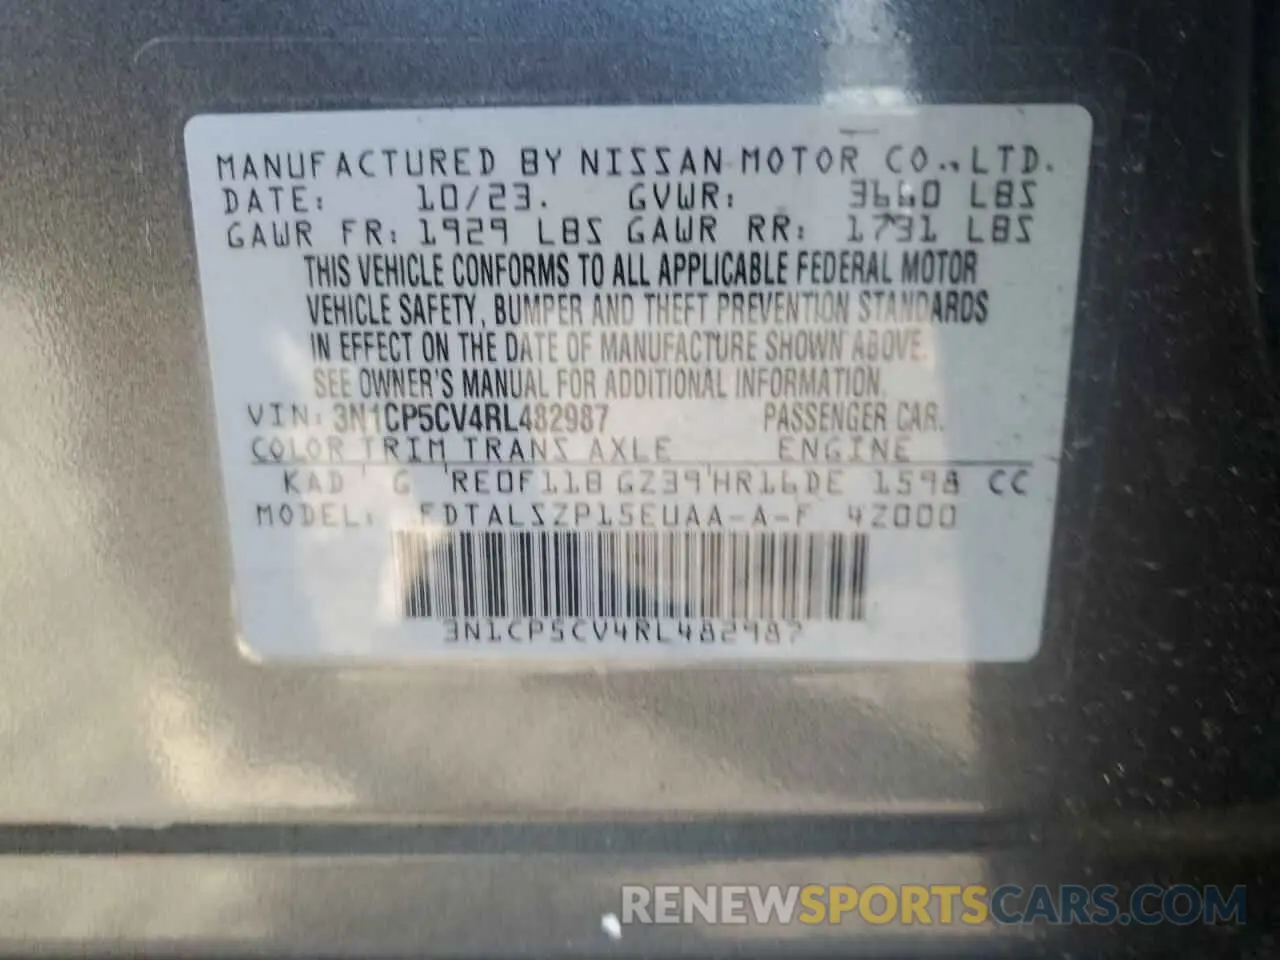 MANUFACTURED BY NISSAN MOTOR CO., LTD.
DATE: 10/23. GVWR: 3660 LBS
GAWR FR: 1929 LBS GAWR RR: 1731 LBS
THIS VEHICLE CONFORMS TO ALL APPLICABLE FEDERAL MOTOR
VEHICLE SAFETY, BUMPER AND THEFT PREVENTION STANDARDS
IN EFFECT ON THE DATE OF MANUFACTURE SHOWN ABOVE.
SEE OWNER'S MANUAL FOR ADDITIONAL INFORMATION.
VIN: 3N1CP5CV4RL482987 PASSENGER CAR.
COLOR TRIM TRANS AXLE ENGINE
KAD G RE0F11B GZ39 HR16DE 1598 CC
MODEL: FDTALSZP15EUAA-A-F 4Z000
3N1CP5CV4RL482987
RENEWSPORTSCARS.COM